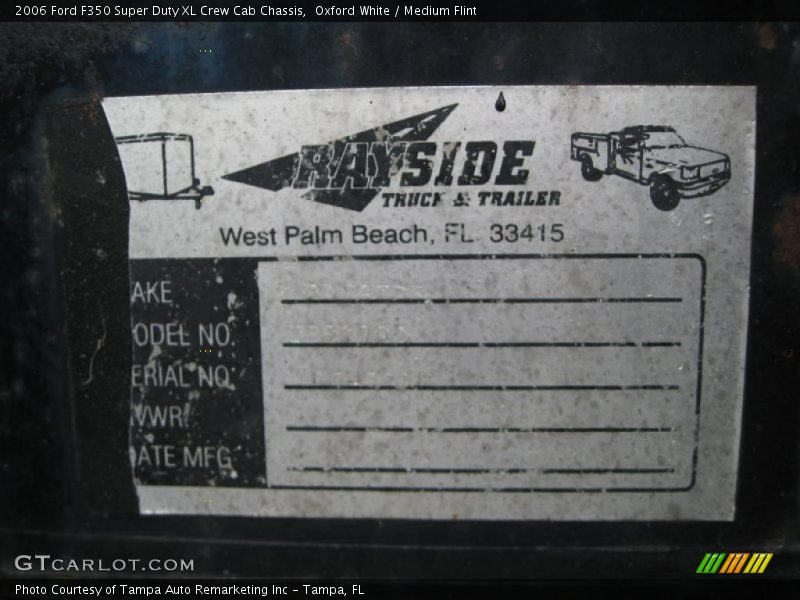 2006 Ford F350 Super Duty XL Crew Cab Chassis, Oxford White / Medium Flint
RAYSIDE
TRUCK & TRAILER
West Palm Beach, FL. 33415
AKE
ODEL NO.
ERIAL NO.
VWR
ATE MFG
GTCARLOT.COM
Photo Courtesy of Tampa Auto Remarketing Inc - Tampa, FL